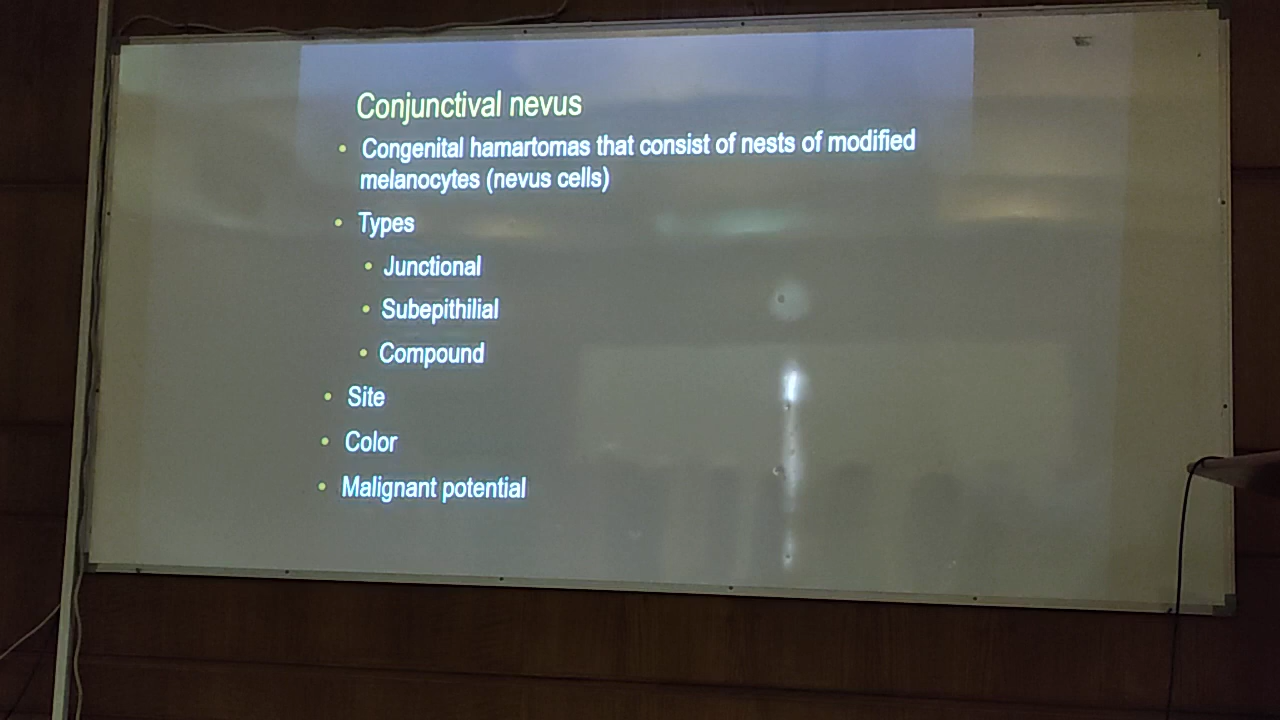 Conjunctival nevus
• Congenital hamartomas that consist of nests of modified
melanocytes (nevus cells)
• Types
• Junctional
• Subepithilial
• Compound
• Site
• Color
• Malignant potential